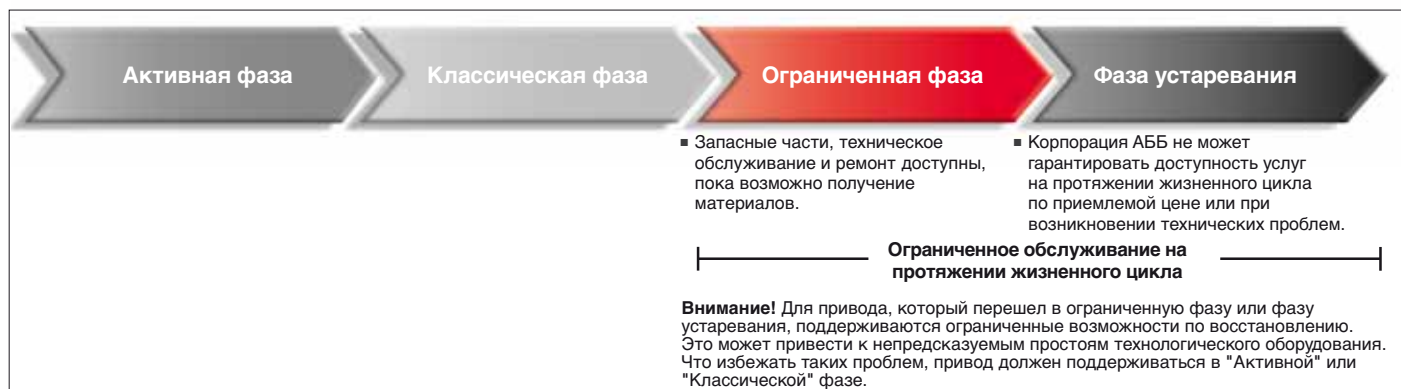 Активная фаза
Классическая фаза
Ограниченная фаза
Фаза устаревания
▪ Запасные части, техническое
обслуживание и ремонт доступны,
пока возможно получение
материалов.
▪ Корпорация АББ не может
гарантировать доступность услуг
на протяжении жизненного цикла
по приемлемой цене или при
возникновении технических проблем.
Ограниченное обслуживание на
протяжении жизненного цикла
Внимание! Для привода, который перешел в ограниченную фазу или фазу
устаревания, поддерживаются ограниченные возможности по восстановлению.
Это может привести к непредсказуемым простоям технологического оборудования.
Что избежать таких проблем, привод должен поддерживаться в "Активной" или
"Классической" фазе.